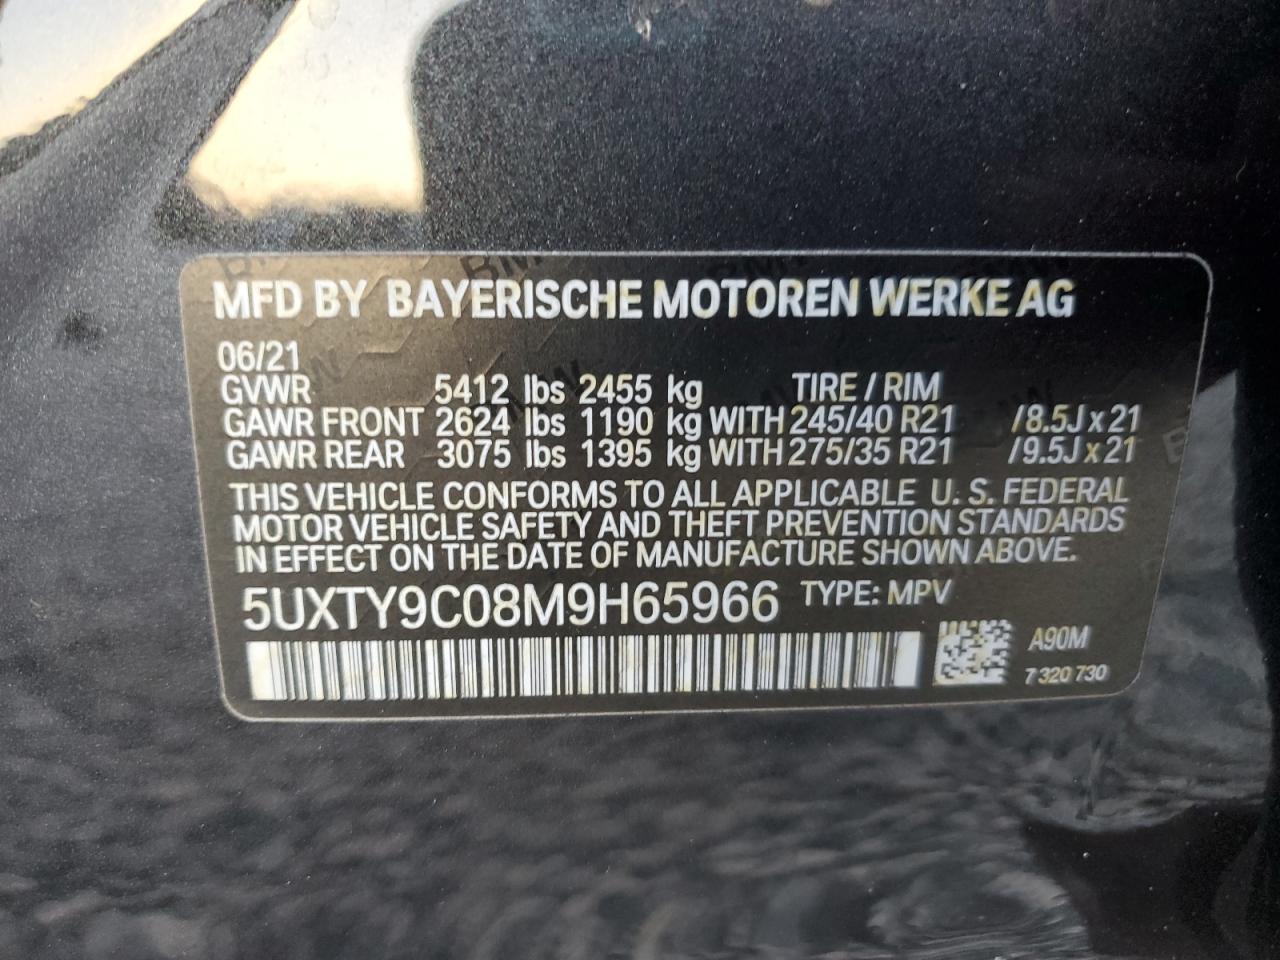 MFD BY BAYERISCHE MOTOREN WERKE AG
06/21
GVWR 5412 lbs 2455 kg TIRE / RIM
GAWR FRONT 2624 lbs 1190 kg WITH 245/40 R21 /8.5J x 21
GAWR REAR 3075 lbs 1395 kg WITH 275/35 R21 /9.5J x 21
THIS VEHICLE CONFORMS TO ALL APPLICABLE U. S. FEDERAL
MOTOR VEHICLE SAFETY AND THEFT PREVENTION STANDARDS
IN EFFECT ON THE DATE OF MANUFACTURE SHOWN ABOVE.
5UXTY9C08M9H65966 TYPE: MPV
A90M
7 320 730